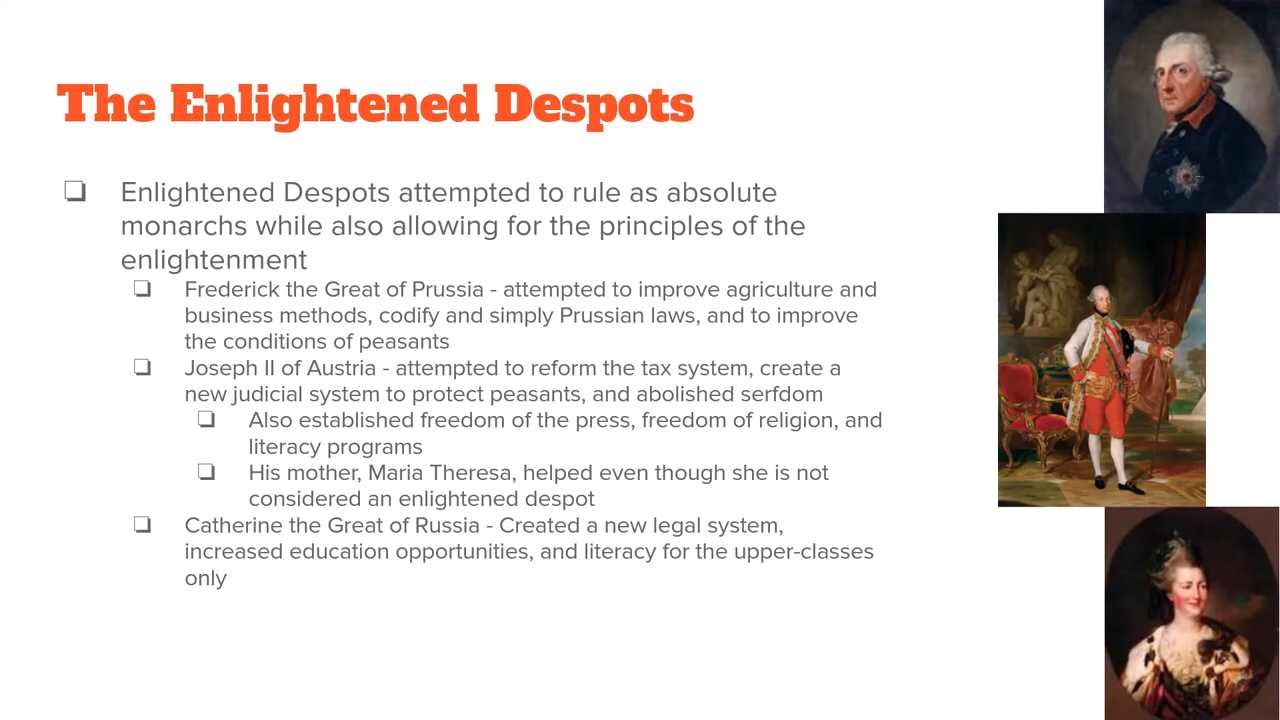 The Enlightened Despots
❏ Enlightened Despots attempted to rule as absolute
monarchs while also allowing for the principles of the
enlightenment
❏ Frederick the Great of Prussia - attempted to improve agriculture and
business methods, codify and simply Prussian laws, and to improve
the conditions of peasants
❏ Joseph II of Austria - attempted to reform the tax system, create a
new judicial system to protect peasants, and abolished serfdom
❏ Also established freedom of the press, freedom of religion, and
literacy programs
❏ His mother, Maria Theresa, helped even though she is not
considered an enlightened despot
❏ Catherine the Great of Russia - Created a new legal system,
increased education opportunities, and literacy for the upper-classes
only